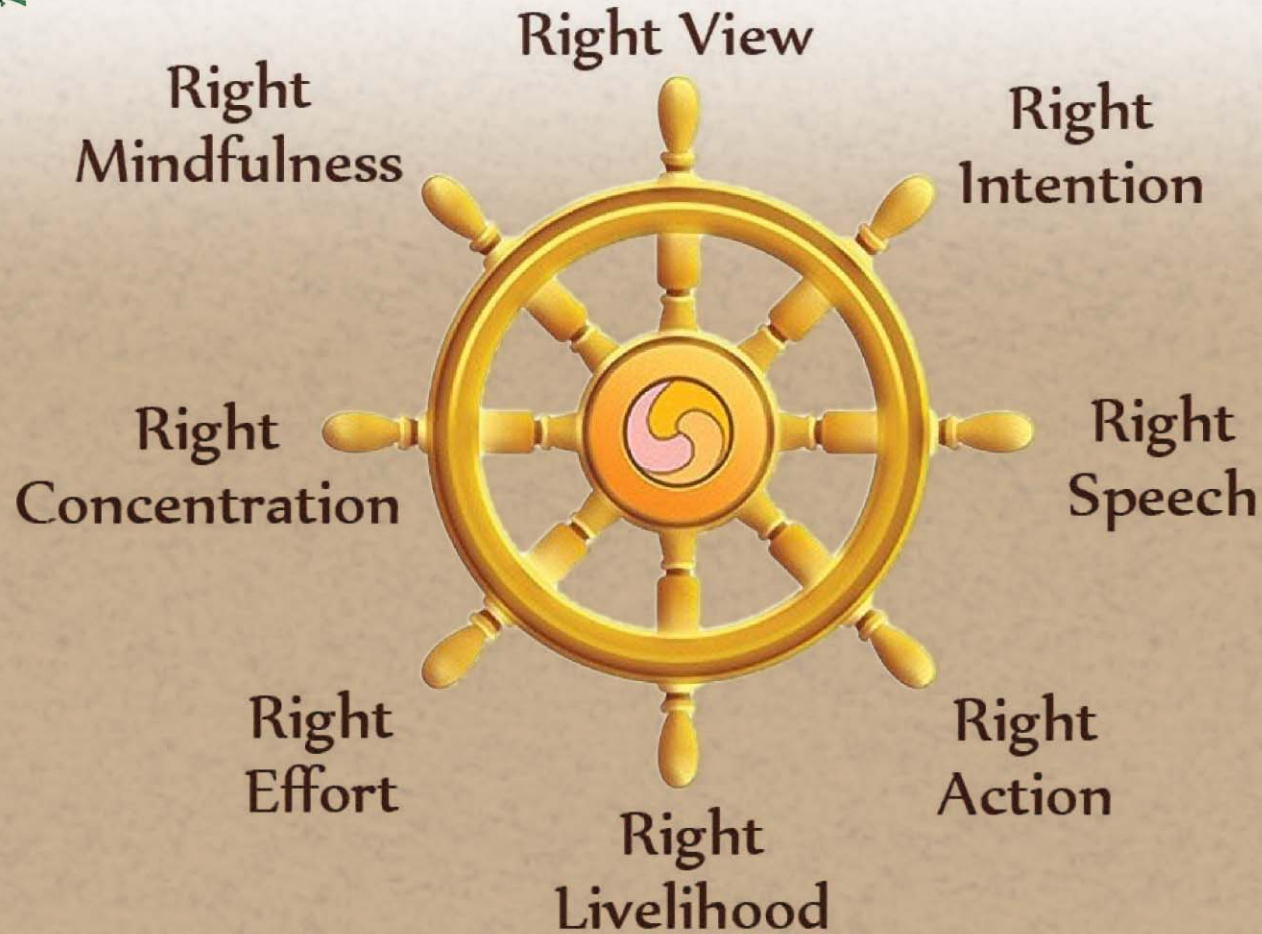 Right View
Right
Intention
Right
Speech
Right
Action
Right
Livelihood
Right
Effort
Right
Concentration
Right
Mindfulness